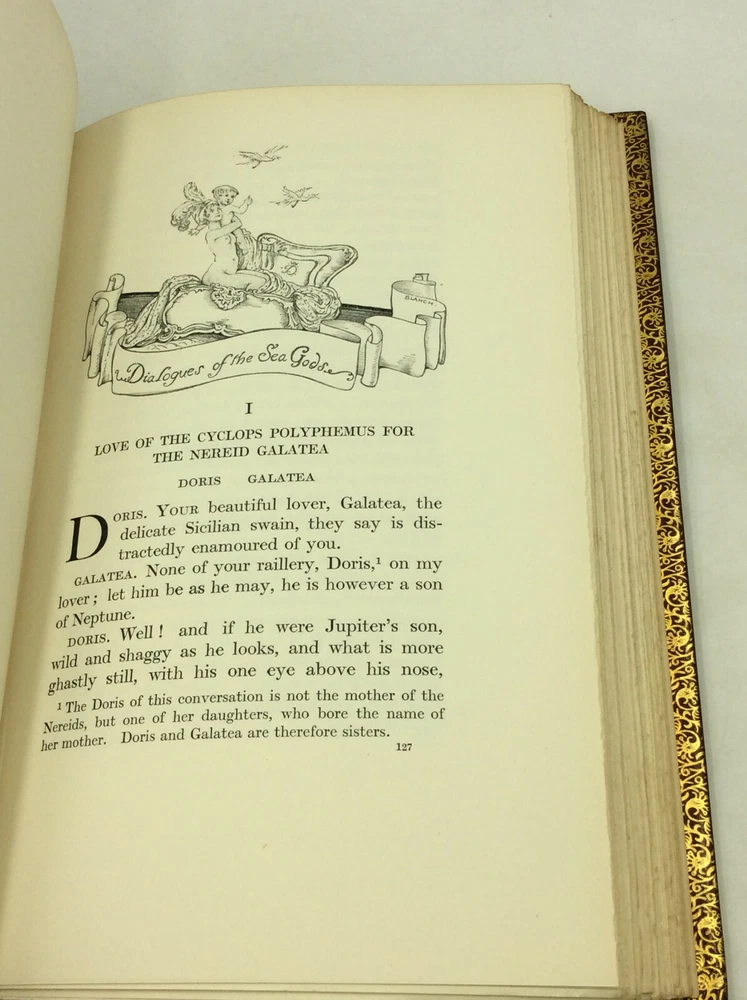 BLANCH
Dialogues of the Sea Gods
I
LOVE OF THE CYCLOPS POLYPHEMUS FOR
THE NEREID GALATEA
DORIS GALATEA
DORIS. YOUR beautiful lover, Galatea, the
delicate Sicilian swain, they say is dis-
tractedly enamoured of you.
GALATEA. None of your raillery, Doris,¹ on my
lover; let him be as he may, he is however a son
of Neptune.
DORIS. Well! and if he were Jupiter's son,
wild and shaggy as he looks, and what is more
ghastly still, with his one eye above his nose,
¹ The Doris of this conversation is not the mother of the
Nereids, but one of her daughters, who bore the name of
her mother. Doris and Galatea are therefore sisters.
127